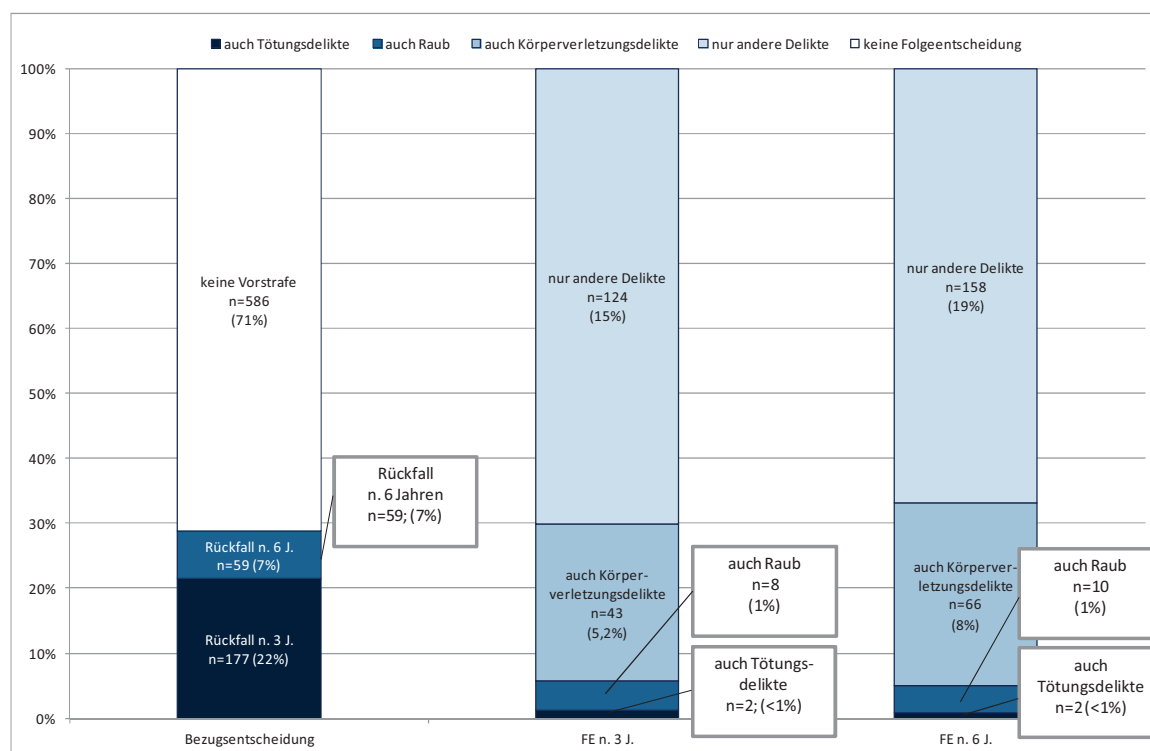 auch Tötungsdelikte auch Raub auch Körperverletzungsdelikte nur andere Delikte keine Folgeentscheidung
100%
90%
80%
70%
60%
50%
40%
30%
20%
10%
0%
keine Vorstrafe
n=586
(71%)
Rückfall n. 6 J.
n=59 (7%)
Rückfall n. 3 J.
n=177 (22%)
Rückfall
n. 6 Jahren
n=59; (7%)
nur andere Delikte
n=124
(15%)
auch Körper-
verletzungsdelikte
n=43
(5,2%)
auch Raub
n=8
(1%)
auch Tötungs-
delikte
n=2; (<1%)
nur andere Delikte
n=158
(19%)
auch Körperver-
letzungsdelikte
n=66
(8%)
auch Raub
n=10
(1%)
auch
Tötungsdelikte
n=2 (<1%)
Bezugsentscheidung
FE n. 3 J.
FE n. 6 J.